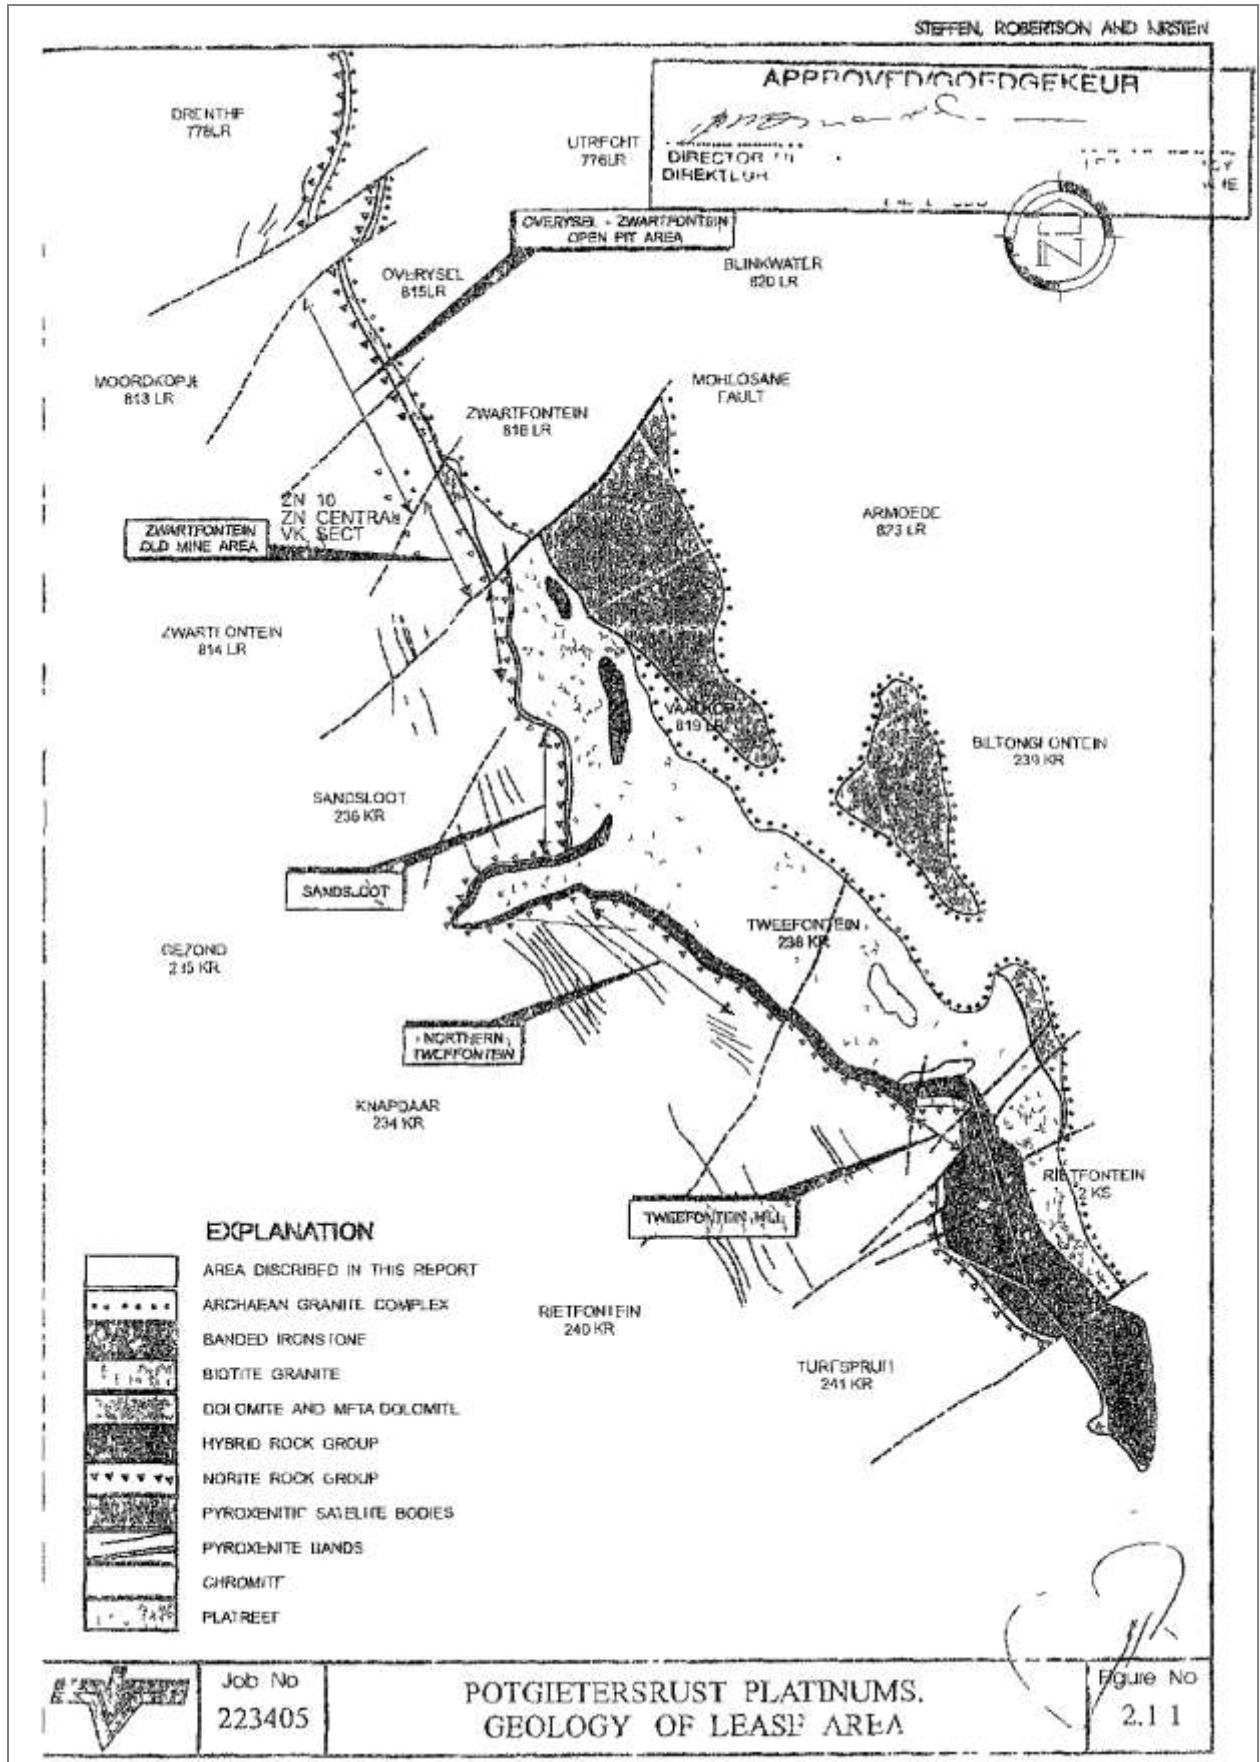 STEFFEN, ROBERTSON AND KIRSTEN
APPROVED/GOEDGEKEUR
DIRECTOR
DIREKTEUR
DRENTHE
778LR
UTRECHT
776LR
OVERYSEL - ZWARTFONTEIN
OPEN PIT AREA
N
OVERYSEL
815LR
BLINKWATER
820 LR
MOORDKOPJE
813 LR
MOHLOSANE
FAULT
ZWARTFONTEIN
818 LR
ZN 10
ZN CENTRAL
VK SECT
ZWARTFONTEIN
OLD MINE AREA
ARMOEDE
823 LR
ZWARTFONTEIN
814 LR
VAALKOP
819 LR
BILTONGFONTEIN
239 KR
SANDSLOOT
236 KR
SANDSLOOT
TWEEFONTEIN
238 KR
GEZOND
235 KR
NORTHERN
TWEEFONTEIN
KNAPDAAR
234 KR
RIETFONTEIN
2 KS
TWEEFONTEIN HILL
RIETFONTEIN
240 KR
TURFSPRUIT
241 KR
EXPLANATION
AREA DISCRIBED IN THIS REPORT
ARCHAEAN GRANITE COMPLEX
BANDED IRONSTONE
BIOTITE GRANITE
DOLOMITE AND META DOLOMITE
HYBRID ROCK GROUP
NORITE ROCK GROUP
PYROXENITIC SATELITE BODIES
PYROXENITE BANDS
CHROMITE
PLATREEF
Job No
223405
POTGIETERSRUST PLATINUMS.
GEOLOGY OF LEASE AREA
Figure No
2.1 1